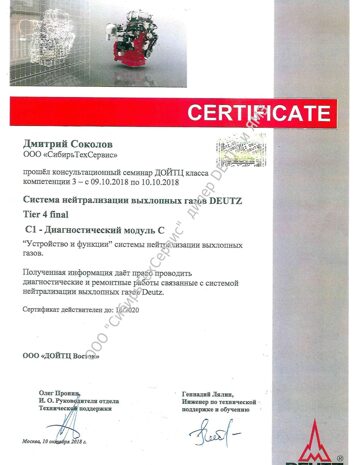 CERTIFICATE
Дмитрий Соколов
ООО «СибирьТехСервис»
прошёл консультационный семинар ДОЙТЦ класса
компетенции 3 – с 09.10.2018 по 10.10.2018
Система нейтрализации выхлопных газов DEUTZ
Tier 4 final
C1 - Диагностический модуль C
"Устройство и функции" системы нейтрализации выхлопных
газов.
Полученная информация даёт право проводить
диагностические и ремонтные работы связанные с системой
нейтрализации выхлопных газов Deutz.
Сертификат действителен до: 10/2020
ООО «ДОЙТЦ Восток»
Олег Пронин,
И. О. Руководителя отдела
Технической поддержки
Геннадий Лялин,
Инженер по технической
поддержке и обучению
Москва, 10 октября 2018 г.
DEUTZ
®
ООО "СибирьТехСервис" дилер DEUTZ